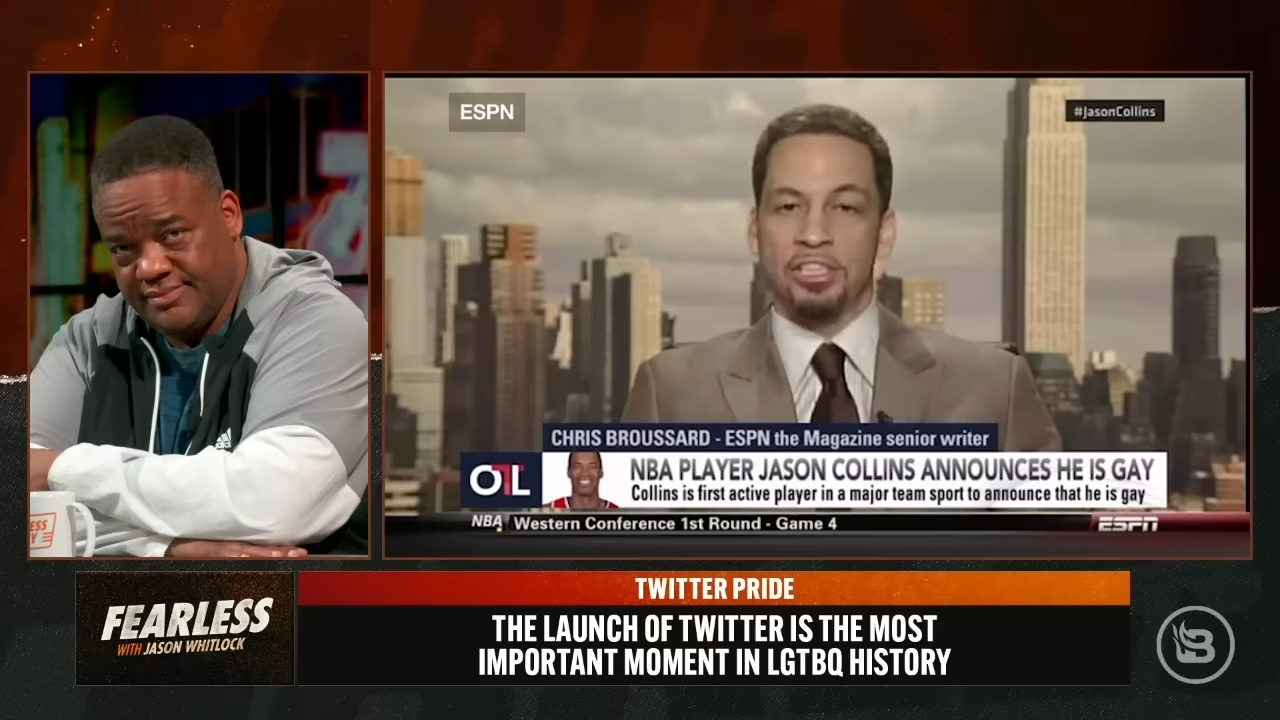 ESPN
#JasonCollins
CHRIS BROUSSARD - ESPN the Magazine senior writer
OTL
NBA PLAYER JASON COLLINS ANNOUNCES HE IS GAY
Collins is first active player in a major team sport to announce that he is gay
NBA Western Conference 1st Round - Game 4
ESPN
FEARLESS
WITH JASON WHITLOCK
TWITTER PRIDE
THE LAUNCH OF TWITTER IS THE MOST
IMPORTANT MOMENT IN LGTBQ HISTORY
B